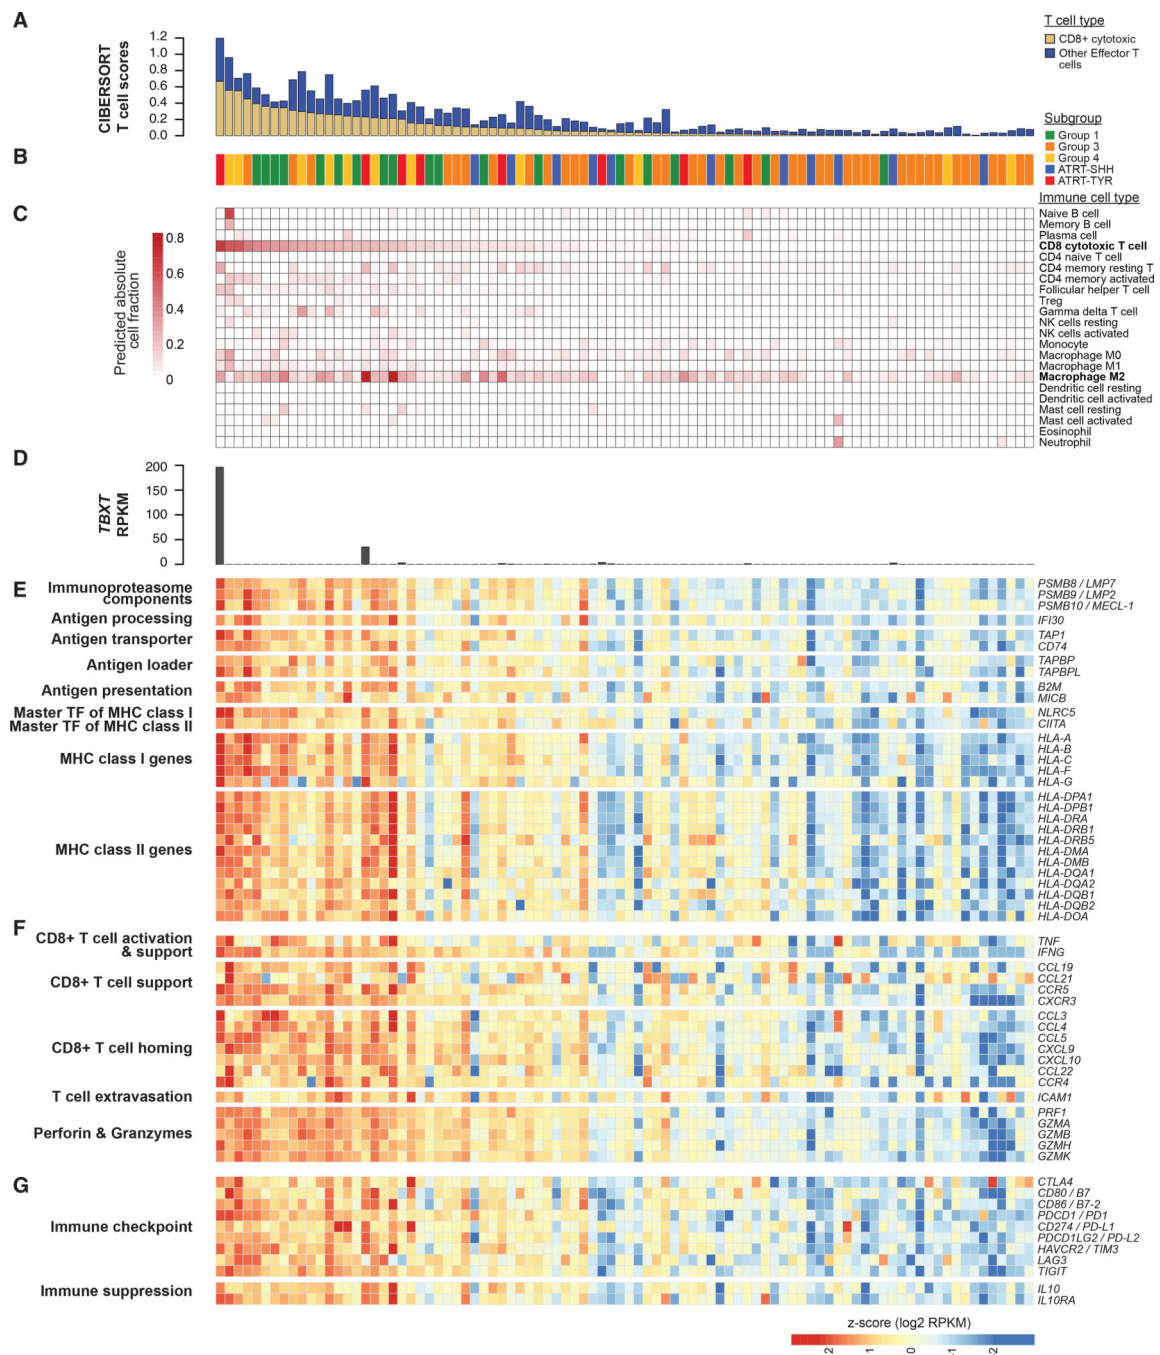 A
CIBERSORT
T cell scores
1.2
1.0
0.8
0.6
0.4
0.2
0.0
T cell type
CD8+ cytotoxic
Other Effector T
cells
B
Subgroup
Group 1
Group 3
Group 4
ATRT-SHH
ATRT-TYR
C
Predicted absolute
cell fraction
0.8
0.6
0.4
0.2
0
Immune cell type
Naive B cell
Memory B cell
Plasma cell
CD8 cytotoxic T cell
CD4 naive T cell
CD4 memory resting T
CD4 memory activated
Follicular helper T cell
Treg
Gamma delta T cell
NK cells resting
NK cells activated
Monocyte
Macrophage M0
Macrophage M1
Macrophage M2
Dendritic cell resting
Dendritic cell activated
Mast cell resting
Mast cell activated
Eosinophil
Neutrophil
D
TBXT
RPKM
200
150
100
50
0
E
Immunoproteasome
components
PSMB8 / LMP7
PSMB9 / LMP2
PSMB10 / MECL-1
Antigen processing
IFI30
Antigen transporter
TAP1
CD74
Antigen loader
TAPBP
TAPBPL
Antigen presentation
B2M
MICB
Master TF of MHC class I
NLRC5
Master TF of MHC class II
CIITA
MHC class I genes
HLA-A
HLA-B
HLA-C
HLA-F
HLA-G
MHC class II genes
HLA-DPA1
HLA-DPB1
HLA-DRA
HLA-DRB1
HLA-DRB5
HLA-DMA
HLA-DMB
HLA-DQA1
HLA-DQA2
HLA-DQB1
HLA-DQB2
HLA-DOA
F
CD8+ T cell activation
& support
TNF
IFNG
CD8+ T cell support
CCL19
CCL21
CCR5
CXCR3
CD8+ T cell homing
CCL3
CCL4
CCL5
CXCL9
CXCL10
CCL22
CCR4
T cell extravasation
ICAM1
Perforin & Granzymes
PRF1
GZMA
GZMB
GZMH
GZMK
G
Immune checkpoint
CTLA4
CD80 / B7
CD86 / B7-2
PDCD1 / PD1
CD274 / PD-L1
PDCD1LG2 / PD-L2
HAVCR2 / TIM3
LAG3
TIGIT
Immune suppression
IL10
IL10RA
z-score (log2 RPKM)
2
1
0
-1
-2